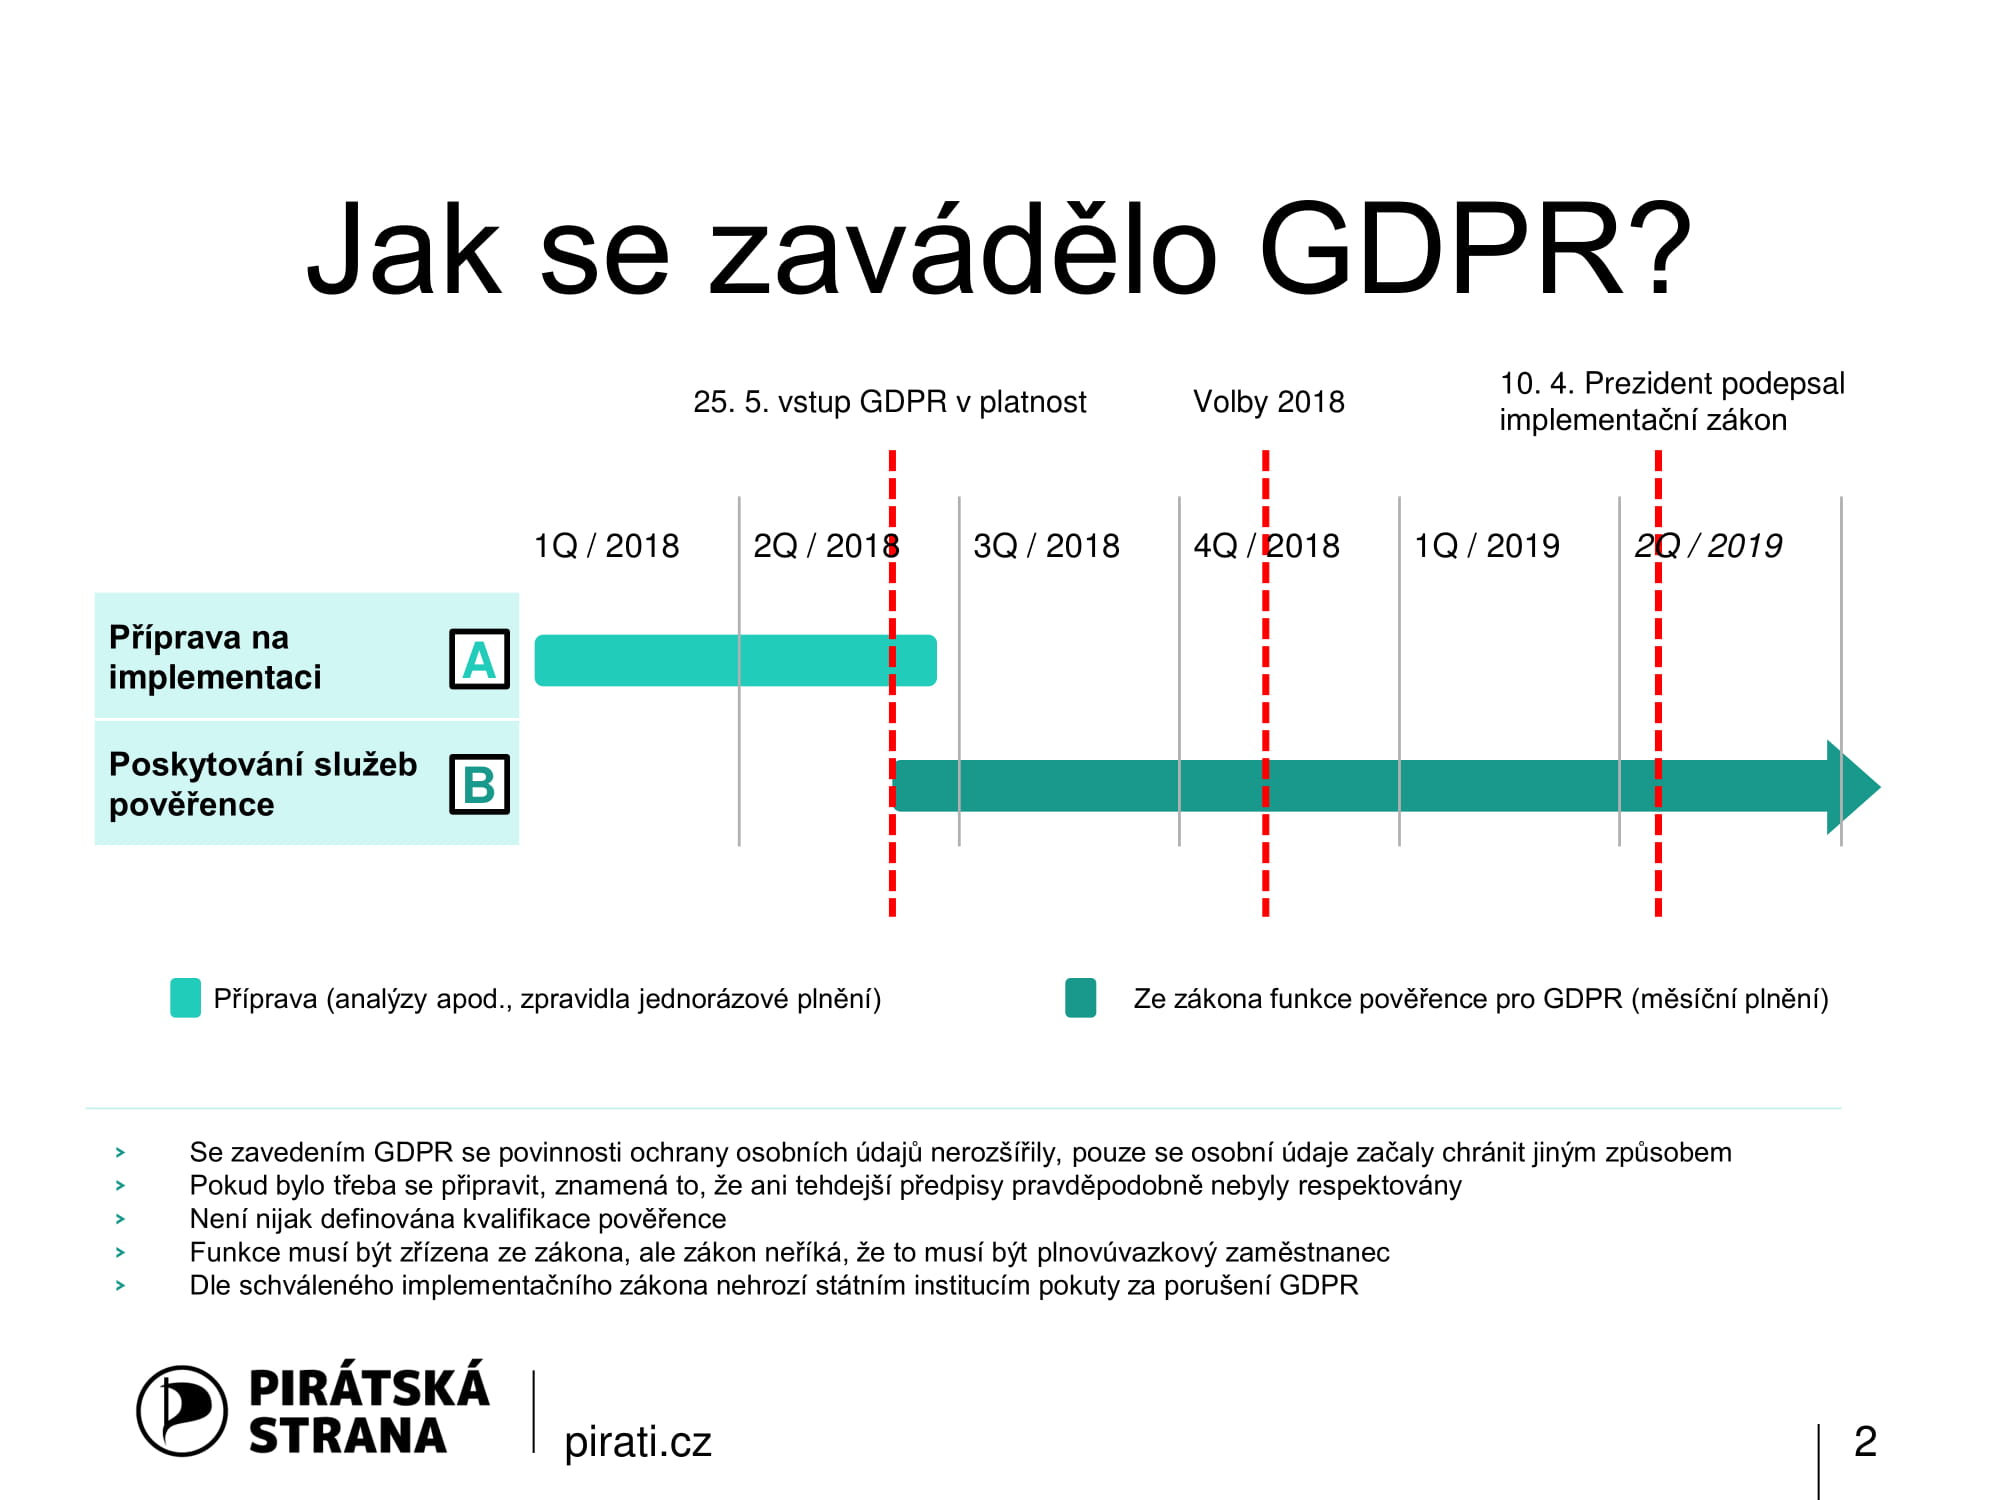 Jak se zavádělo GDPR?
25. 5. vstup GDPR v platnost
Volby 2018
10. 4. Prezident podepsal
implementační zákon
1Q / 2018
2Q / 2018
3Q / 2018
4Q / 2018
1Q / 2019
2Q / 2019
Příprava na
implementaci
A
Poskytování služeb
pověřence
B
Příprava (analýzy apod., zpravidla jednorázové plnění)
Ze zákona funkce pověřence pro GDPR (měsíční plnění)
> Se zavedením GDPR se povinnosti ochrany osobních údajů nerozšířily, pouze se osobní údaje začaly chránit jiným způsobem
> Pokud bylo třeba se připravit, znamená to, že ani tehdejší předpisy pravděpodobně nebyly respektovány
> Není nijak definována kvalifikace pověřence
> Funkce musí být zřízena ze zákona, ale zákon neříká, že to musí být plnovúvazkový zaměstnanec
> Dle schváleného implementačního zákona nehrozí státním institucím pokuty za porušení GDPR
PIRÁTSKÁ
STRANA
pirati.cz
2